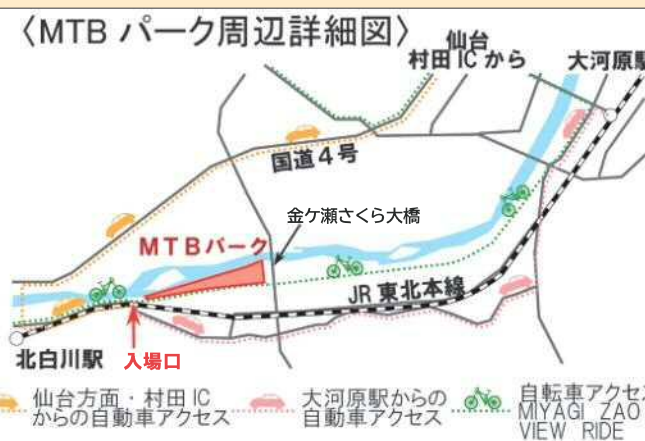 〈MTB パーク周辺詳細図〉
仙台
村田 IC から
大河原駅
国道4号
金ケ瀬さくら大橋
MTBパーク
JR 東北本線
北白川駅
入場口
仙台方面・村田 IC
からの自動車アクセス
大河原駅からの
自動車アクセス
自転車アクセス
MIYAGI ZAO
VIEW RIDE